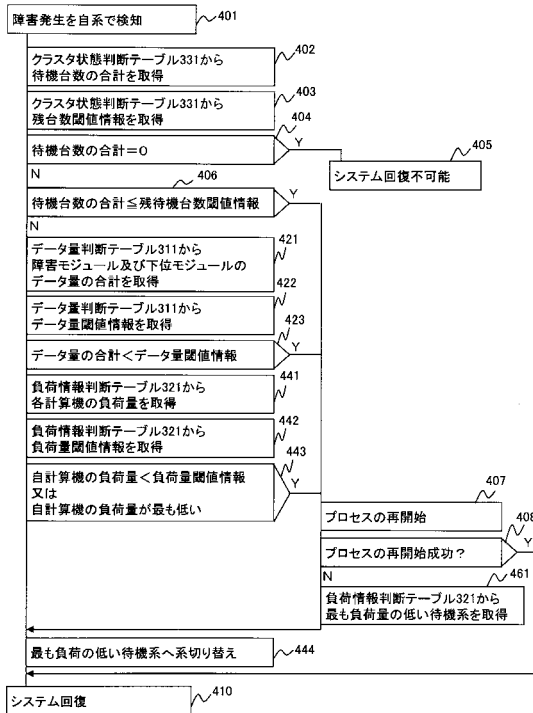 障害発生を自系で検知
401
402
クラスタ状態判断テーブル331から
待機台数の合計を取得
403
クラスタ状態判断テーブル331から
残台数閾値情報を取得
404
待機台数の合計=0
Y
405
システム回復不可能
N
406
待機台数の合計≦残待機台数閾値情報
Y
N
421
データ量判断テーブル311から
障害モジュール及び下位モジュールの
データ量の合計を取得
422
データ量判断テーブル311から
データ量閾値情報を取得
423
データ量の合計<データ量閾値情報
Y
441
負荷情報判断テーブル321から
各計算機の負荷量を取得
442
負荷情報判断テーブル321から
負荷量閾値情報を取得
443
自計算機の負荷量<負荷量閾値情報
又は
自計算機の負荷量が最も低い
Y
407
プロセスの再開始
408
プロセスの再開始成功?
Y
N
461
負荷情報判断テーブル321から
最も負荷量の低い待機系を取得
最も負荷の低い待機系へ系切り替え
444
システム回復
410